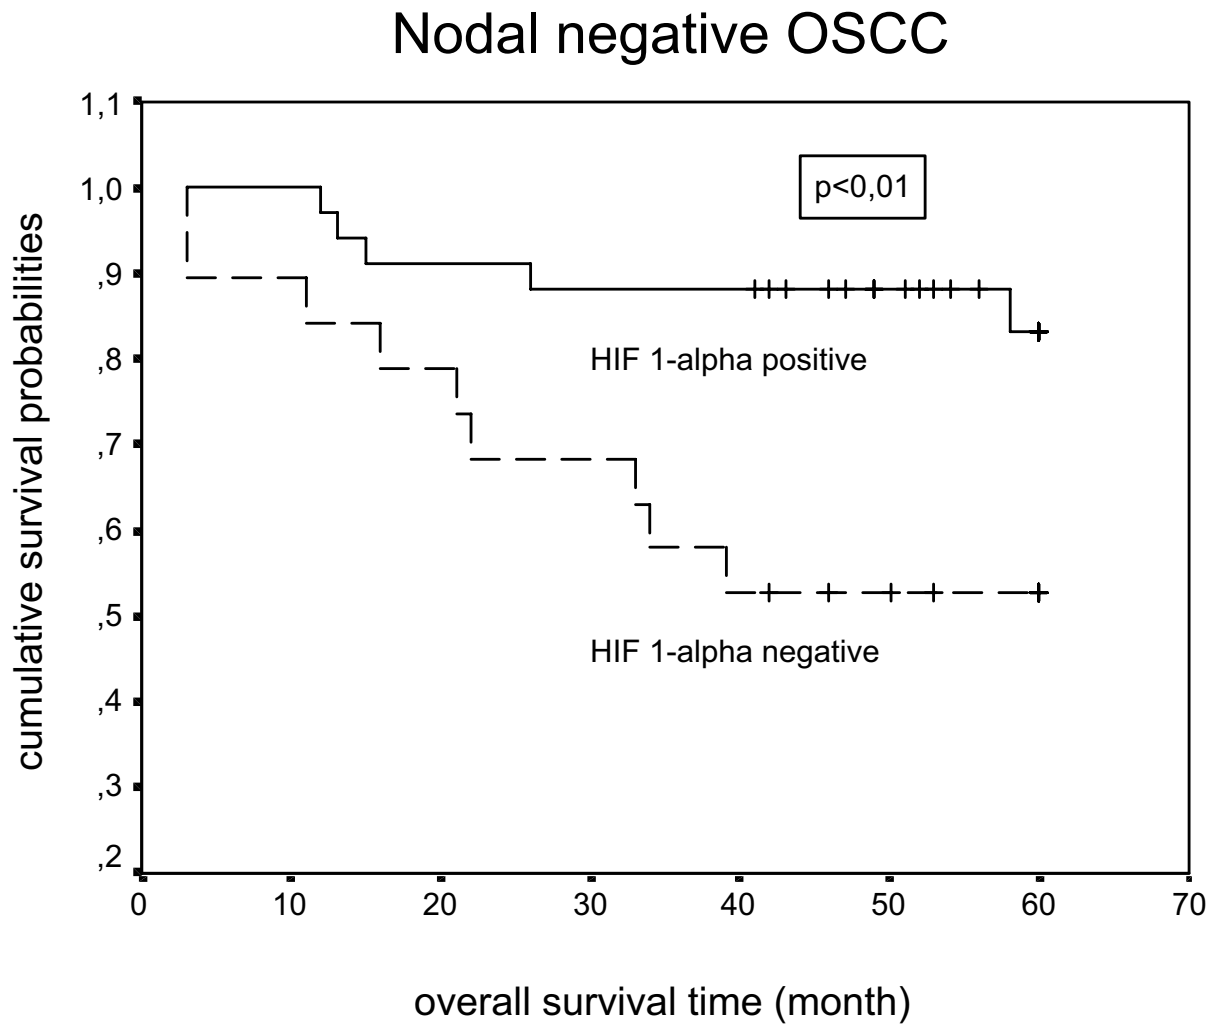 Nodal negative OSCC
1,1
1,0
,9
,8
,7
,6
,5
,4
,3
,2
cumulative survival probabilities
p<0,01
HIF 1-alpha positive
HIF 1-alpha negative
0 10 20 30 40 50 60 70
overall survival time (month)